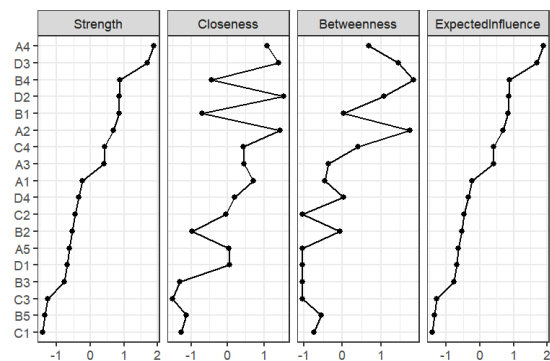 Strength Closeness Betweenness ExpectedInfluence
A4
D3
B4
D2
B1
A2
C4
A3
A1
D4
C2
B2
A5
D1
B3
C3
B5
C1
-1 0 1 2 -1 0 1 -1 0 1 -1 0 1 2